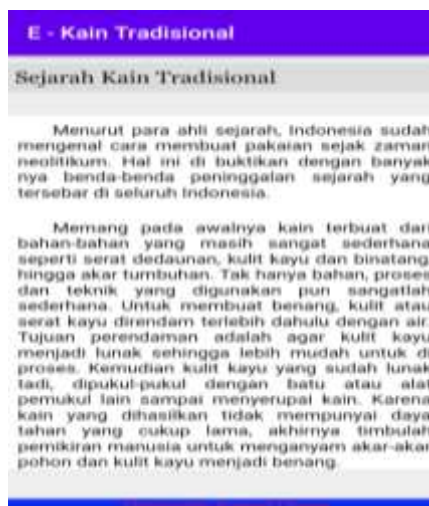 E - Kain Tradisional
Sejarah Kain Tradisional
Menurut para ahli sejarah, Indonesia sudah
mengenal cara membuat pakaian sejak zaman
neolitikum. Hal ini di buktikan dengan banyak
nya benda-benda peninggalan sejarah yang
tersebar di seluruh Indonesia.
Memang pada awalnya kain terbuat dari
bahan-bahan yang masih sangat sederhana
seperti serat dedaunan, kulit kayu dan binatang
hingga akar tumbuhan. Tak hanya bahan, proses
dan teknik yang digunakan pun sangatlah
sederhana. Untuk membuat benang, kulit atau
serat kayu direndam terlebih dahulu dengan air.
Tujuan perendaman adalah agar kulit kayu
menjadi lunak sehingga lebih mudah untuk di
proses. Kemudian kulit kayu yang sudah lunak
tadi, dipukul-pukul dengan batu atau alat
pemukul lain sampai menyerupai kain. Karena
kain yang dihasilkan tidak mempunyai daya
tahan yang cukup lama, akhirnya timbulah
pemikiran manusia untuk menganyam akar-akar
pohon dan kulit kayu menjadi benang.